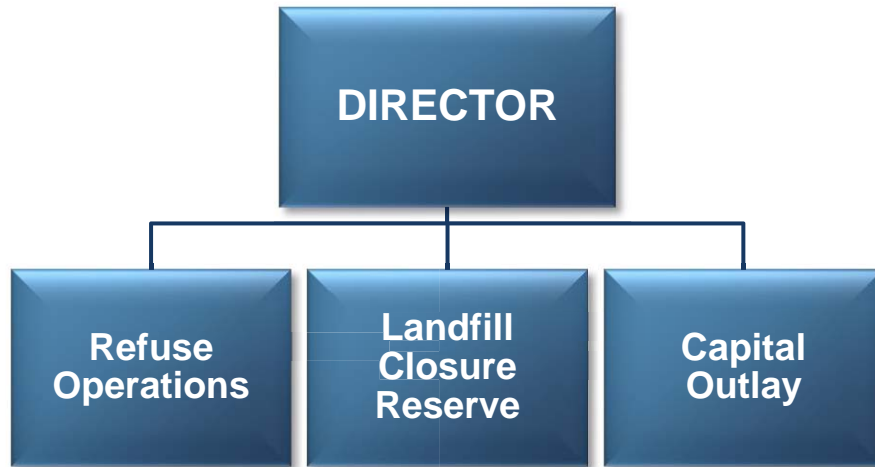 DIRECTOR
Refuse
Operations
Landfill
Closure
Reserve
Capital
Outlay